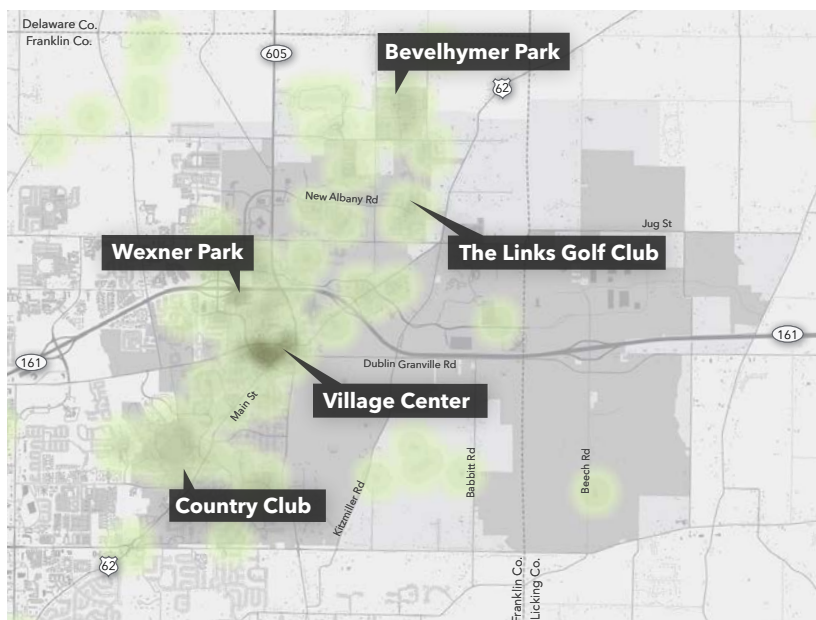 Delaware Co.
Franklin Co.
605
Bevelhymer Park
62
New Albany Rd
Jug St
Wexner Park
The Links Golf Club
161
161
Dublin Granville Rd
Main St
Village Center
Country Club
Kitzmiller Rd
Babbitt Rd
Beech Rd
62
Franklin Co.
Licking Co.